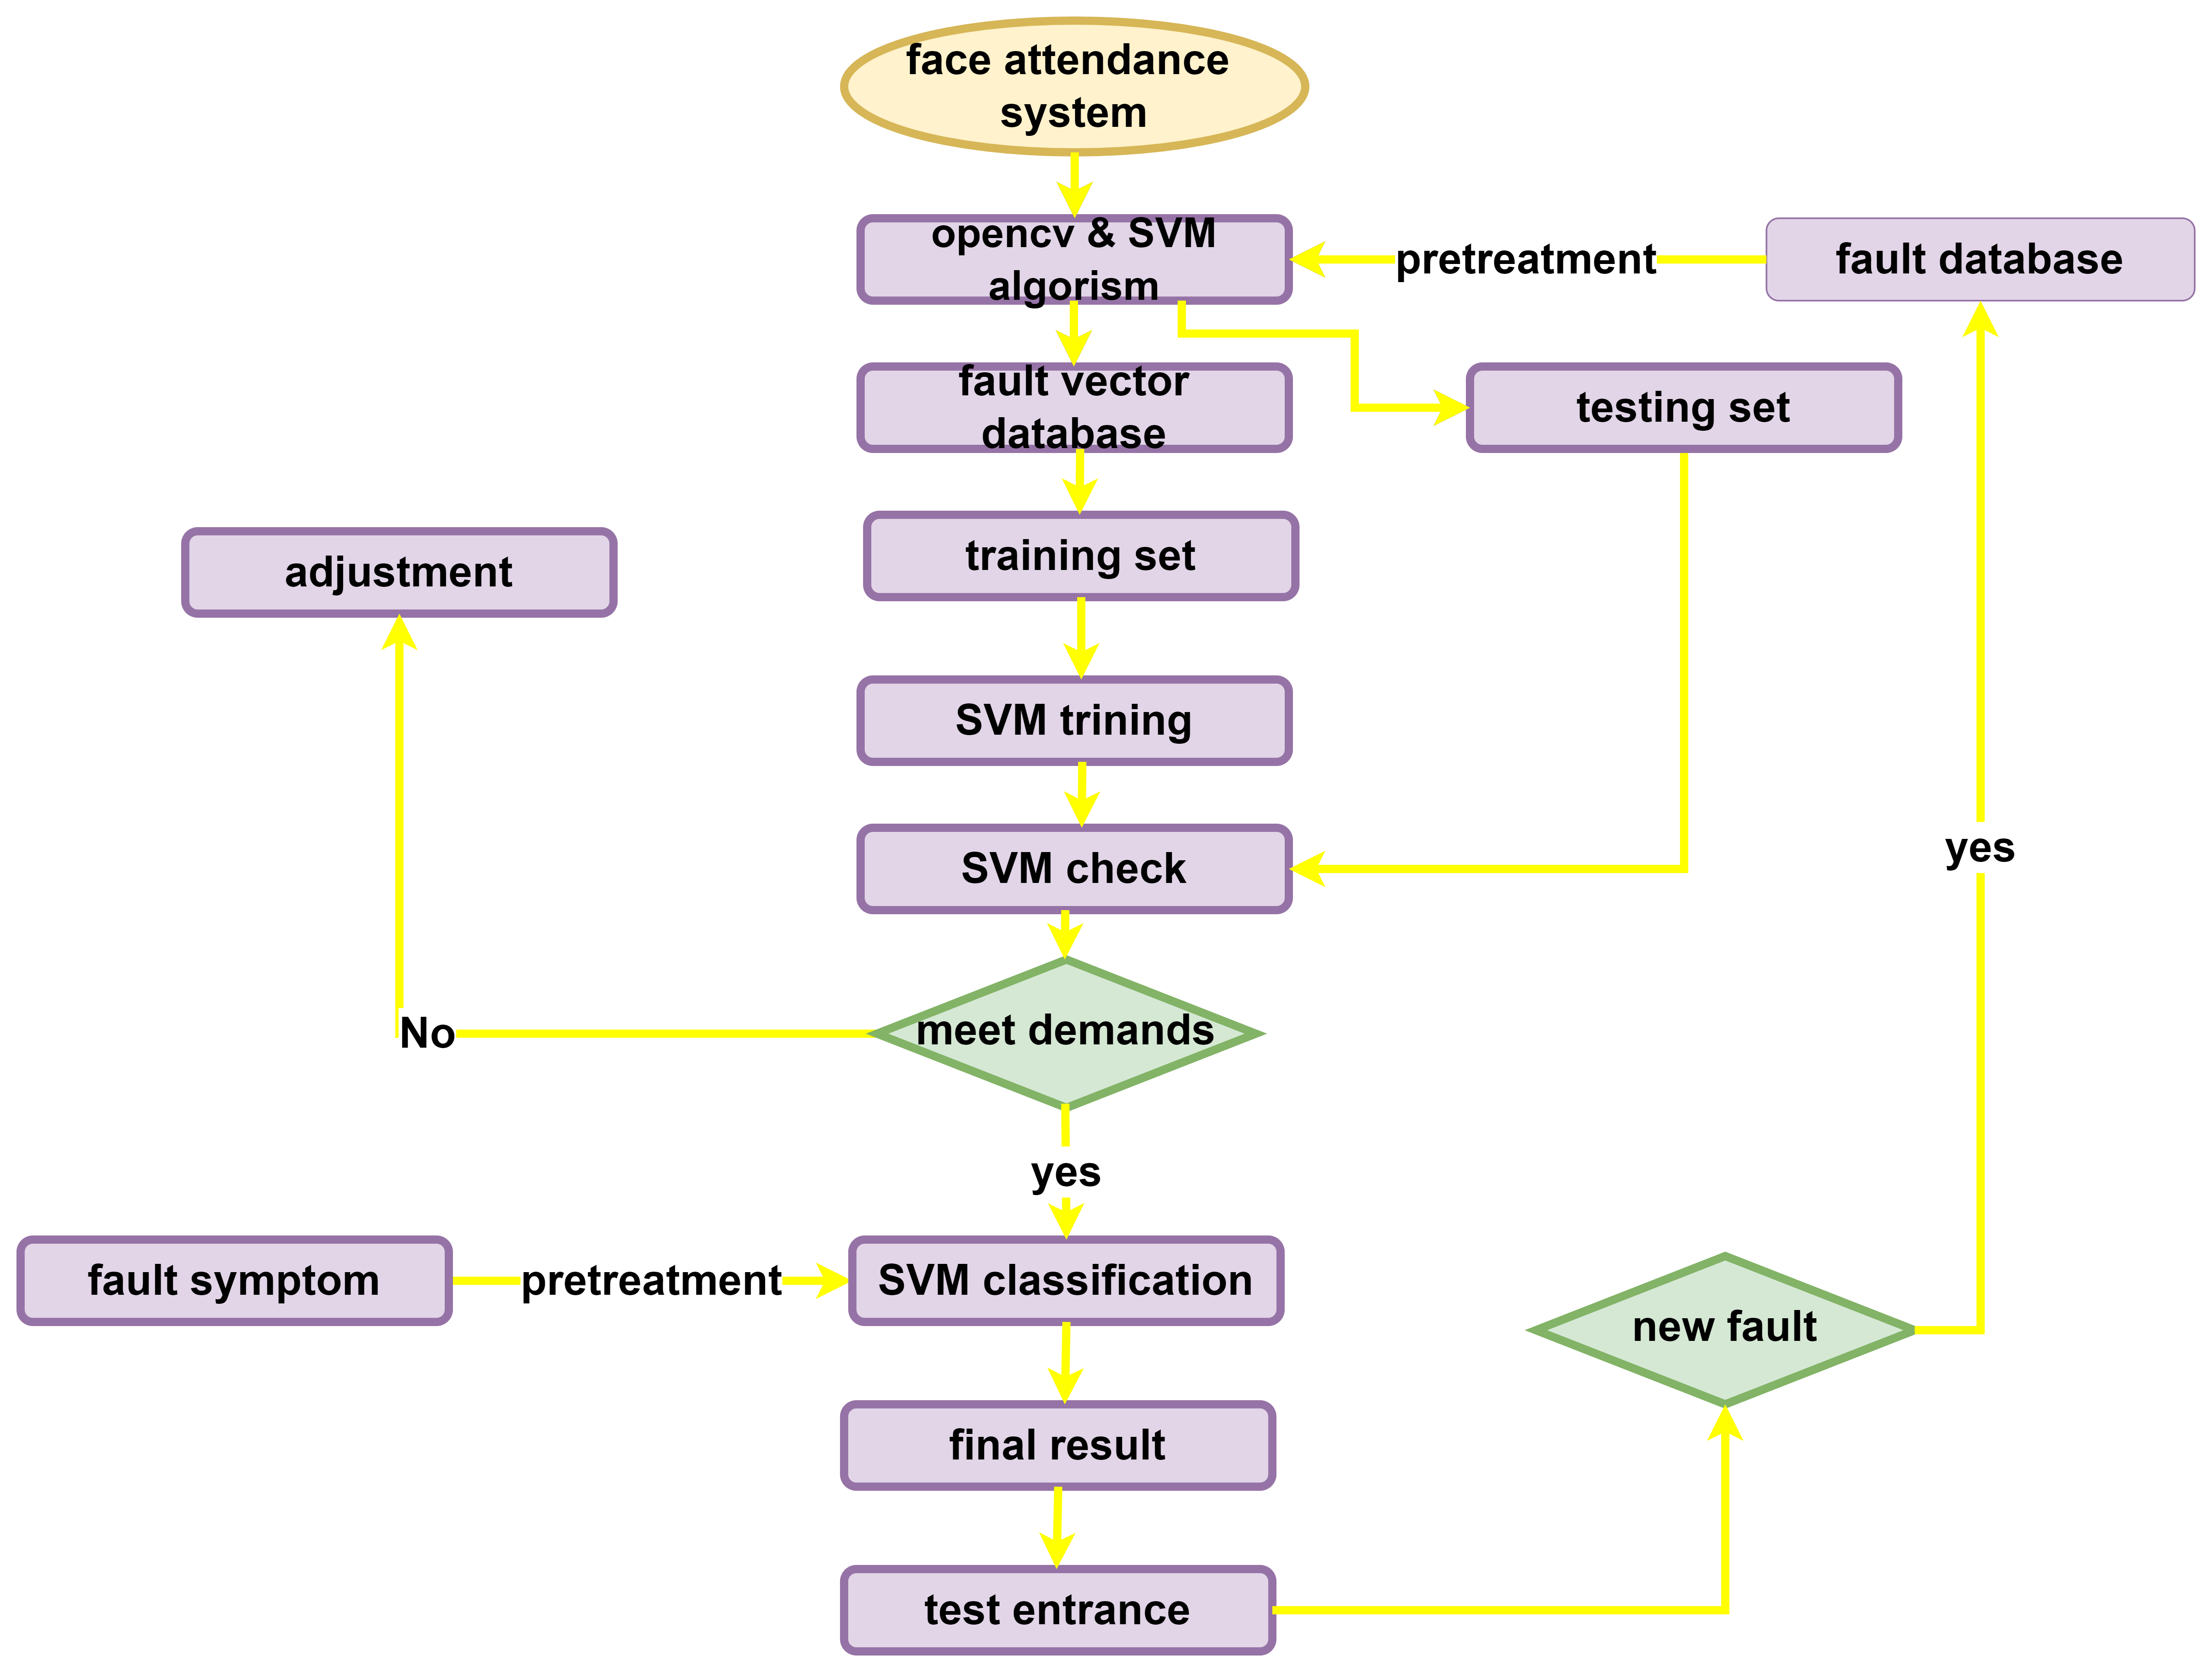 face attendance
system
opencv & SVM
algorism
pretreatment
fault database
fault vector
database
testing set
training set
adjustment
SVM trining
SVM check
yes
meet demands
No
yes
fault symptom
pretreatment
SVM classification
new fault
final result
test entrance